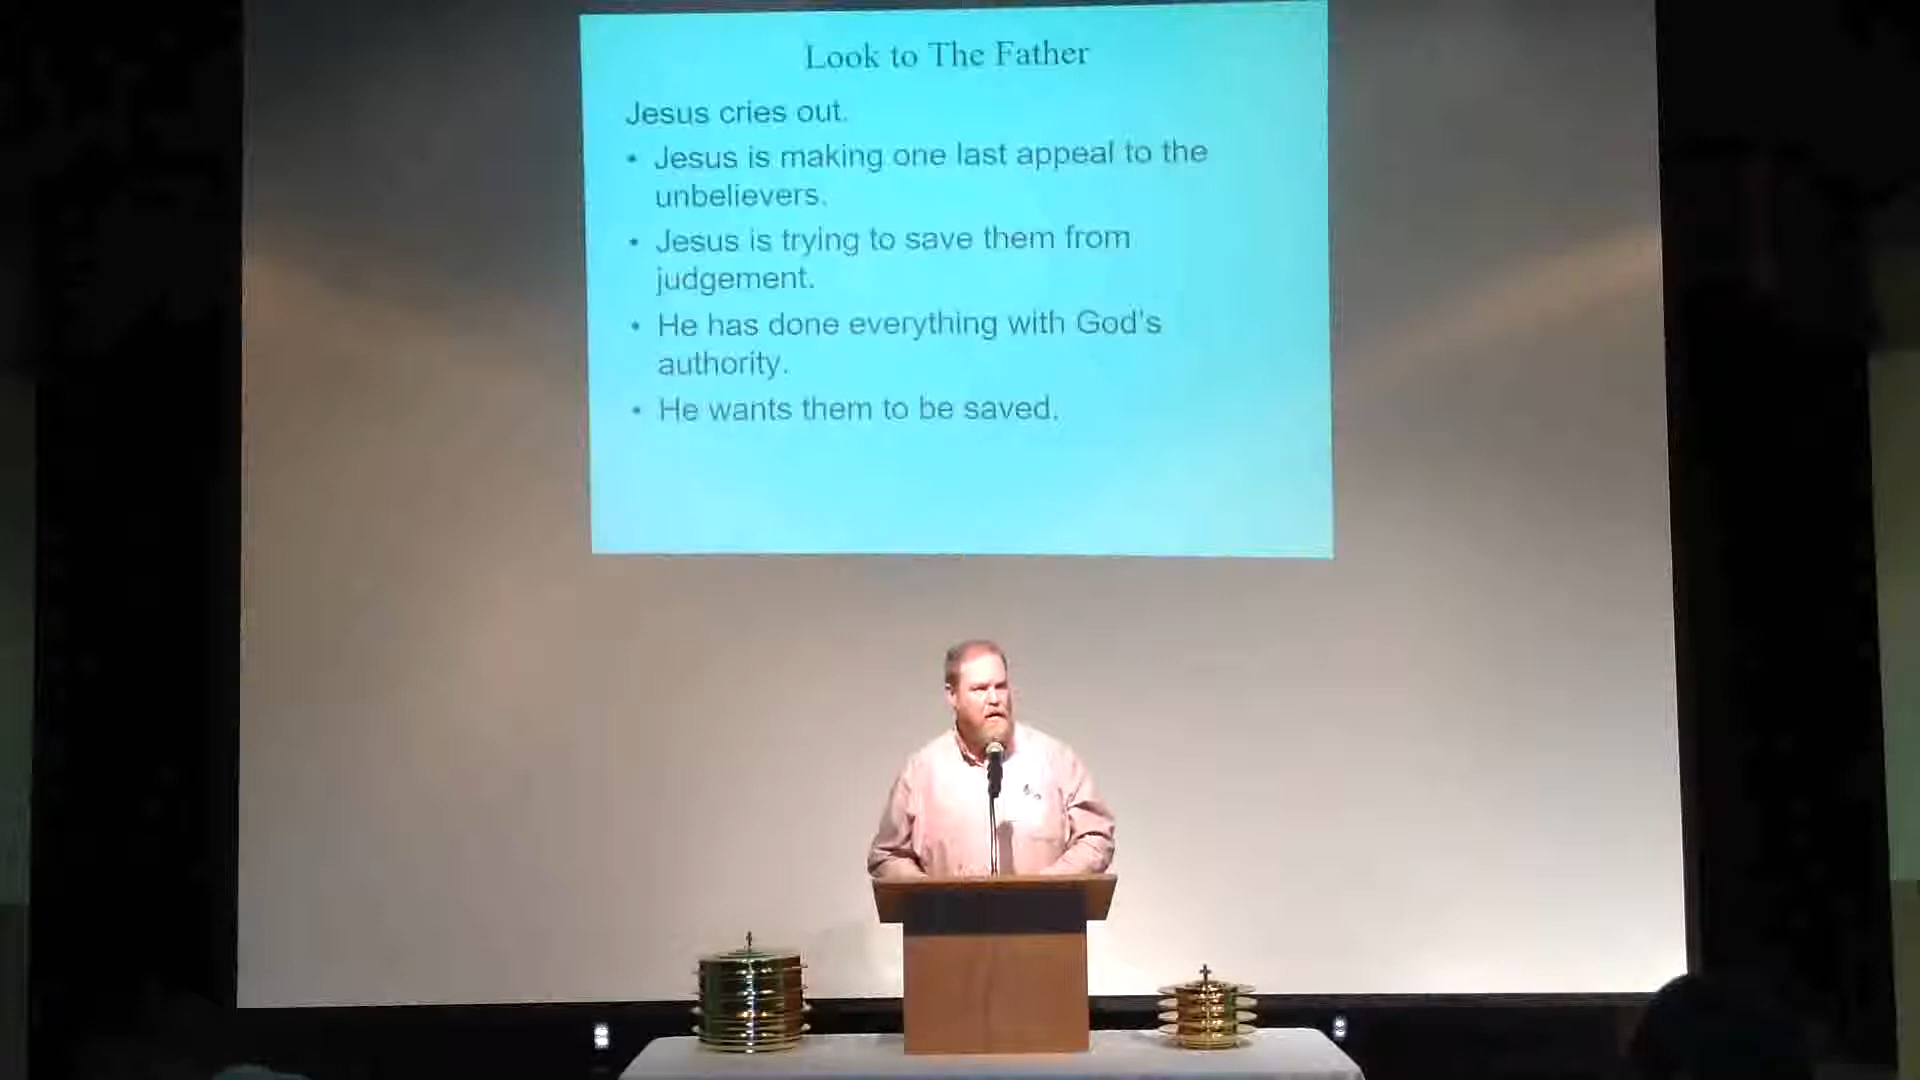 Look to The Father
Jesus cries out.
• Jesus is making one last appeal to the
unbelievers.
• Jesus is trying to save them from
judgement.
• He has done everything with God's
authority.
• He wants them to be saved.